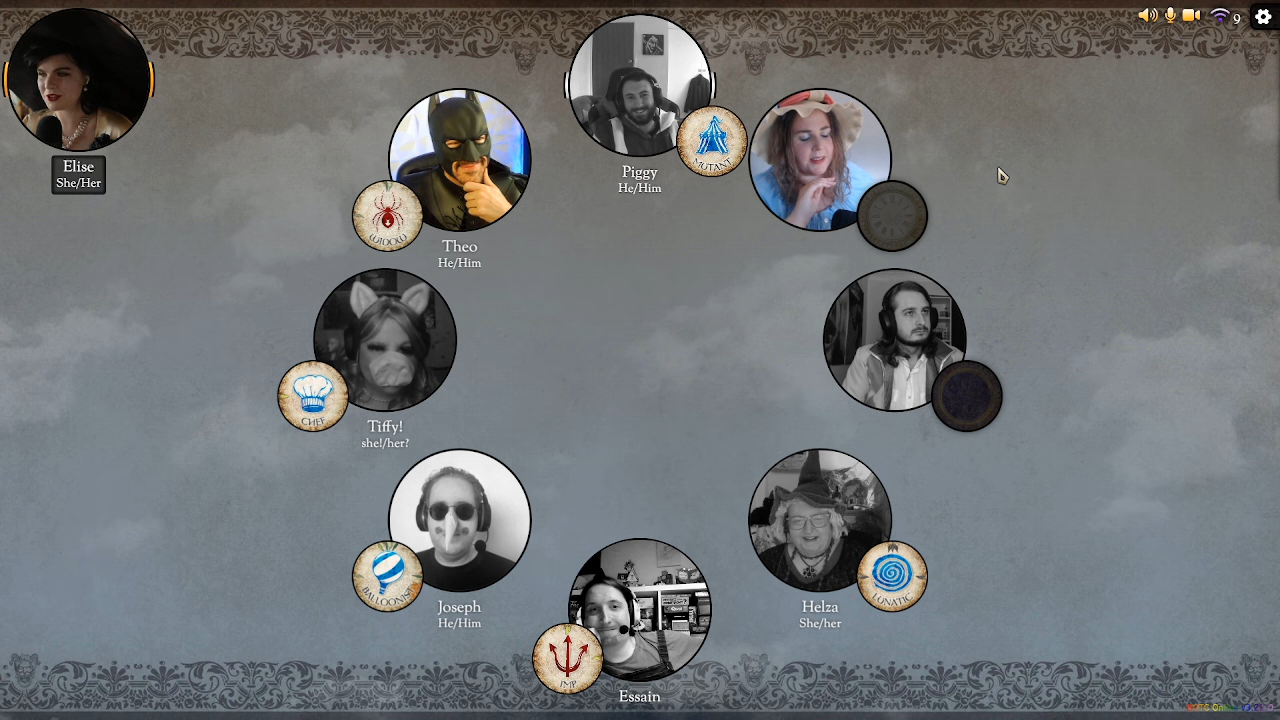 9
Elise
She/Her
Piggy
He/Him
MUTANT
Theo
He/Him
WIDOW
Tiffy!
she!/her?
CHEF
Joseph
He/Him
BALLOONIST
Helza
She/her
LUNATIC
Essain
IMP